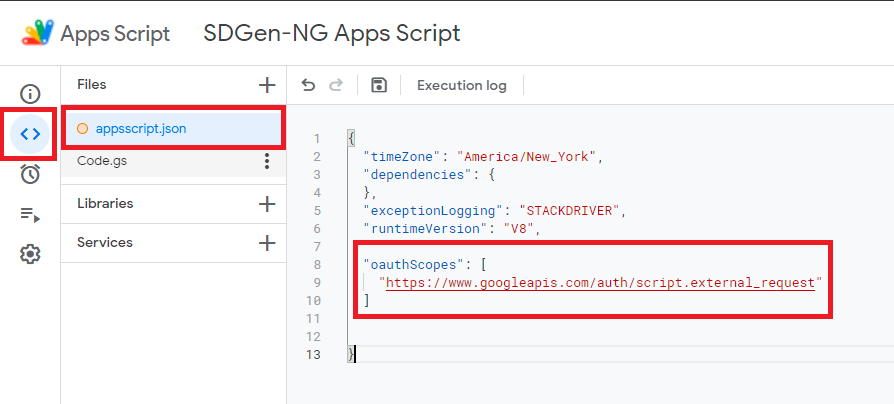 Apps Script SDGen-NG Apps Script
Files
Execution log
appsscript.json
Code.gs
Libraries
Services
1 {
2 "timeZone": "America/New_York",
3 "dependencies": {
4 },
5 "exceptionLogging": "STACKDRIVER",
6 "runtimeVersion": "V8",
7
8 "oauthScopes": [
9 "https://www.googleapis.com/auth/script.external_request"
10 ]
11
12
13 }